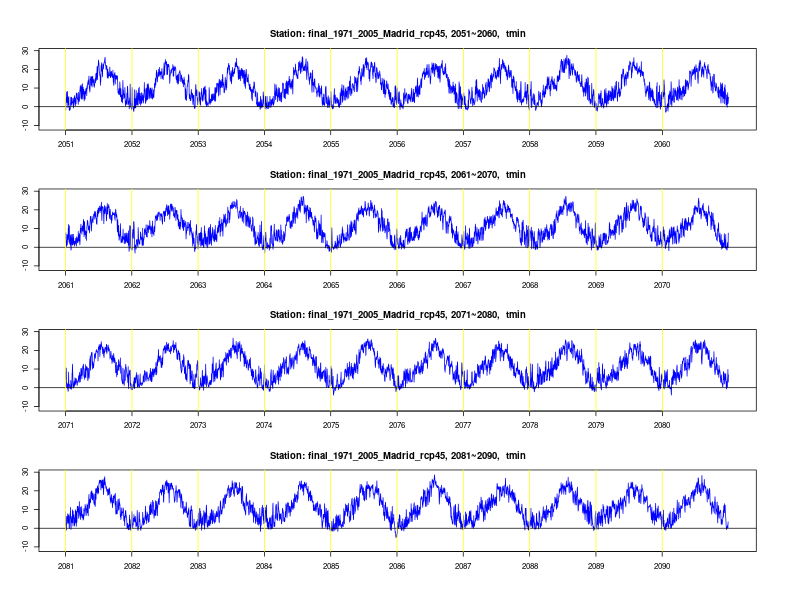 Station: final_1971_2005_Madrid_rcp45, 2051~2060, tmin
30
20
10
0
-10
2051 2052 2053 2054 2055 2056 2057 2058 2059 2060
Station: final_1971_2005_Madrid_rcp45, 2061~2070, tmin
30
20
10
0
-10
2061 2062 2063 2064 2065 2066 2067 2068 2069 2070
Station: final_1971_2005_Madrid_rcp45, 2071~2080, tmin
30
20
10
0
-10
2071 2072 2073 2074 2075 2076 2077 2078 2079 2080
Station: final_1971_2005_Madrid_rcp45, 2081~2090, tmin
30
20
10
0
-10
2081 2082 2083 2084 2085 2086 2087 2088 2089 2090